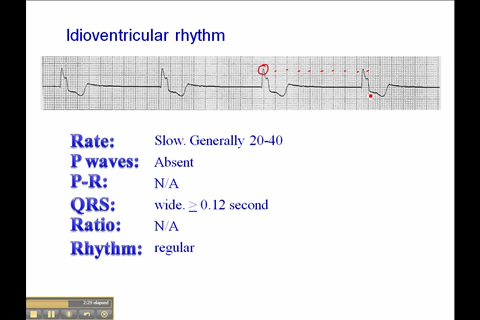 Idioventricular rhythm
Rate: Slow. Generally 20-40
P waves: Absent
P-R: N/A
QRS: wide. ≥ 0.12 second
Ratio: N/A
Rhythm: regular